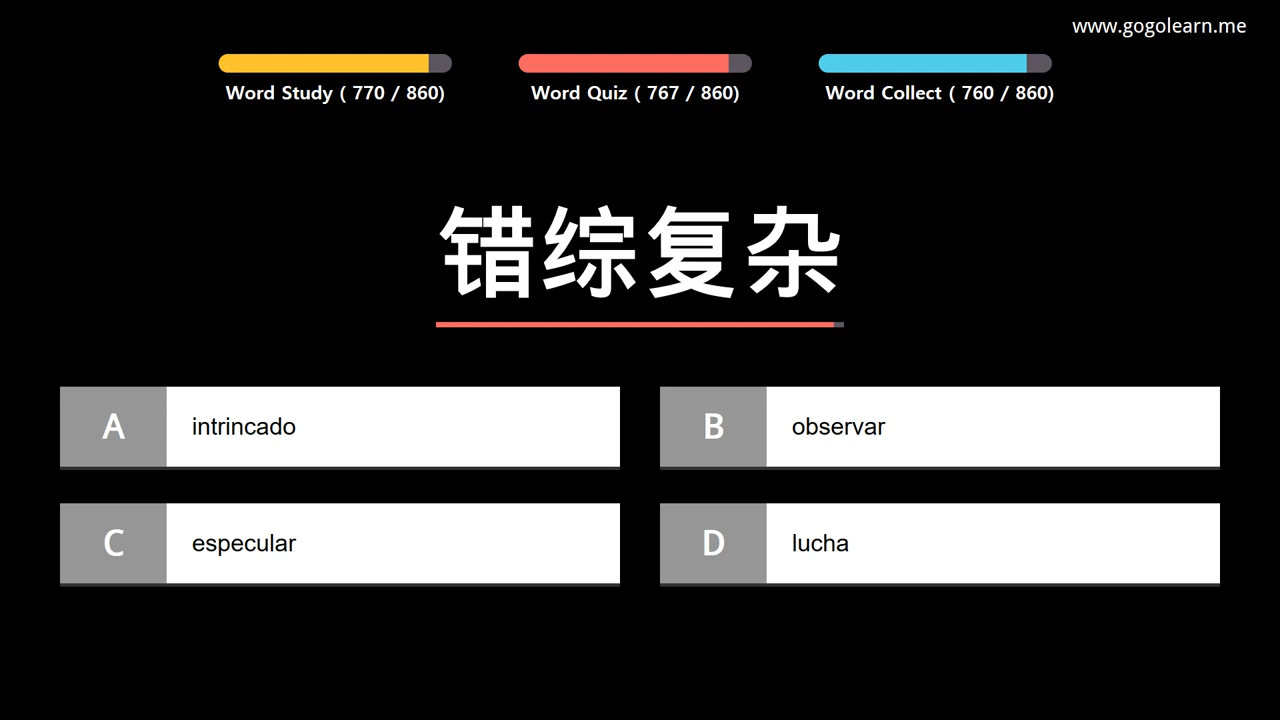 www.gogolearn.me
Word Study ( 770 / 860)
Word Quiz ( 767 / 860)
Word Collect ( 760 / 860)
错综复杂
A intrincado
B observar
C especular
D lucha